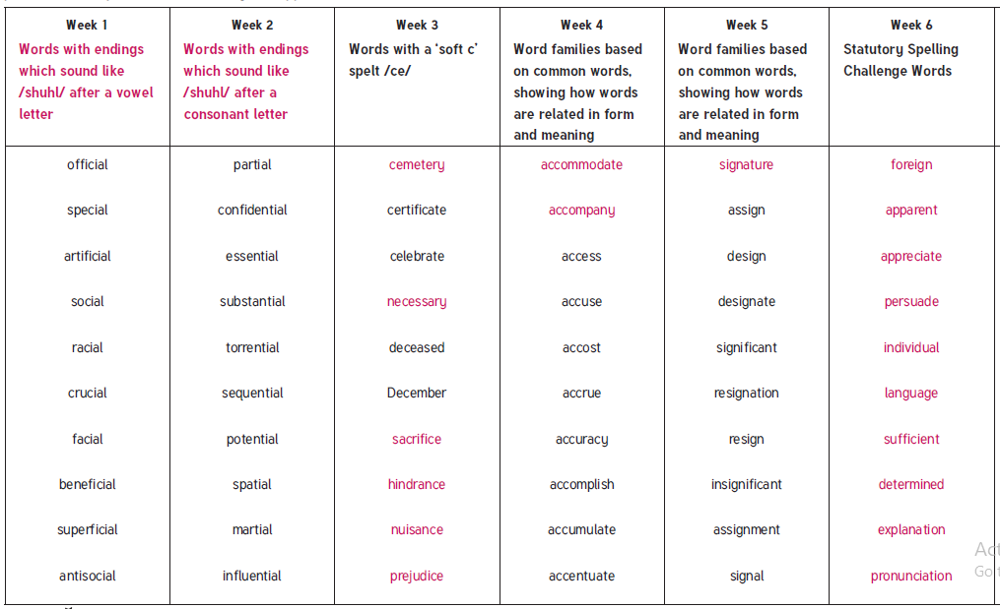 Week 1 Week 2 Week 3 Week 4 Week 5 Week 6
Words with endings Words with endings Words with a ‘soft c’ Word families based Word families based Statutory Spelling
which sound like which sound like spelt /ce/ on common words, on common words, Challenge Words
/shuhl/ after a vowel /shuhl/ after a showing how words showing how words
letter consonant letter are related in form are related in form
and meaning and meaning
official partial cemetery accommodate signature foreign
special confidential certificate accompany assign apparent
artificial essential celebrate access design appreciate
social substantial necessary accuse designate persuade
racial torrential deceased accost significant individual
crucial sequential December accrue resignation language
facial potential sacrifice accuracy resign sufficient
beneficial spatial hindrance accomplish insignificant determined
superficial martial nuisance accumulate assignment explanation
antisocial influential prejudice accentuate signal pronunciation
Act
Go t